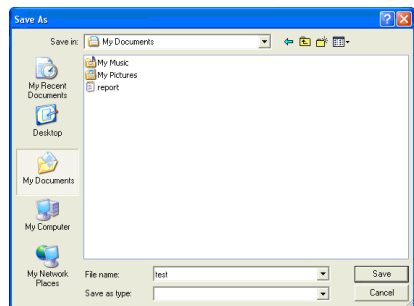 Save As
Save in: My Documents
My Recent
Documents
Desktop
My Documents
My Computer
My Network
Places
My Music
My Pictures
report
File name: test Save
Save as type: Cancel